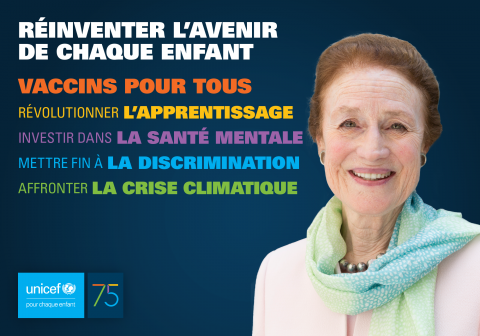 RÉINVENTER L'AVENIR
DE CHAQUE ENFANT
VACCINS POUR TOUS
RÉVOLUTIONNER L'APPRENTISSAGE
INVESTIR DANS LA SANTÉ MENTALE
METTRE FIN À LA DISCRIMINATION
AFFRONTER LA CRISE CLIMATIQUE
unicef
pour chaque enfant
75